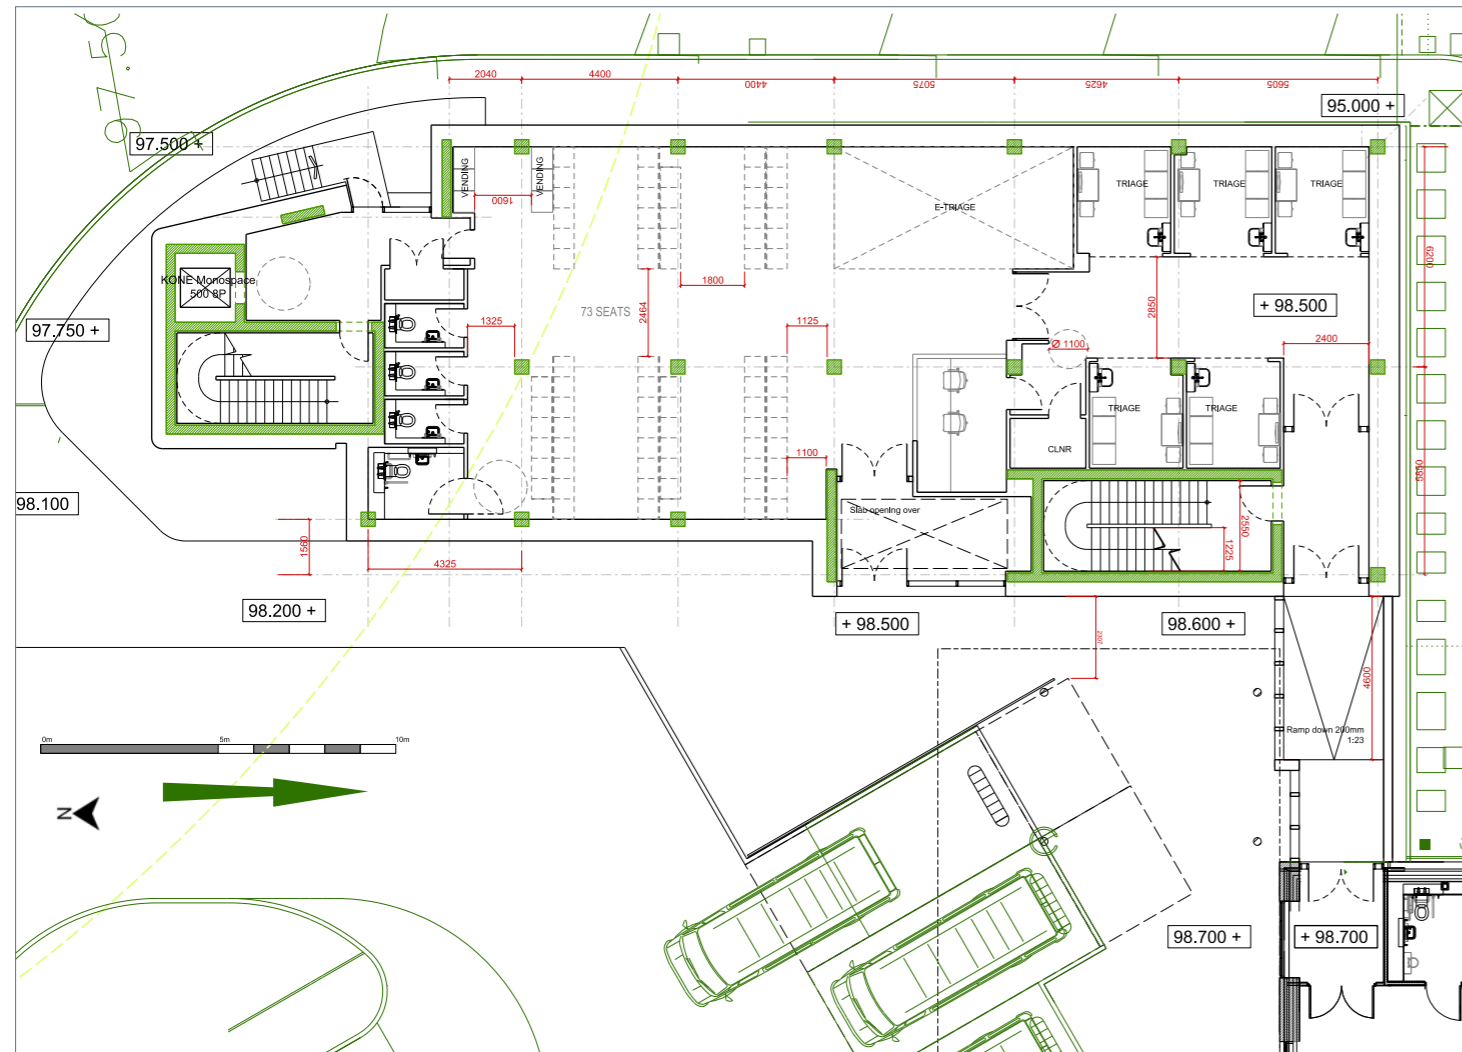 97.50
2040
4400
4400
5075
4625
5605
95.000 +
97.500 +
VENDING
VENDING
1600
E-TRIAGE
TRIAGE
TRIAGE
TRIAGE
6200
KONE Monospace
500 8P
1800
2464
73 SEATS
2850
+ 98.500
97.750 +
1325
1125
Ø 1100
2400
TRIAGE
TRIAGE
CLNR
1100
5850
98.100
Slab opening over
1560
2550
1225
4325
98.200 +
+ 98.500
98.600 +
2307
4600
Ramp down 200mm
1:23
0m
5m
10m
N
98.700 +
+ 98.700